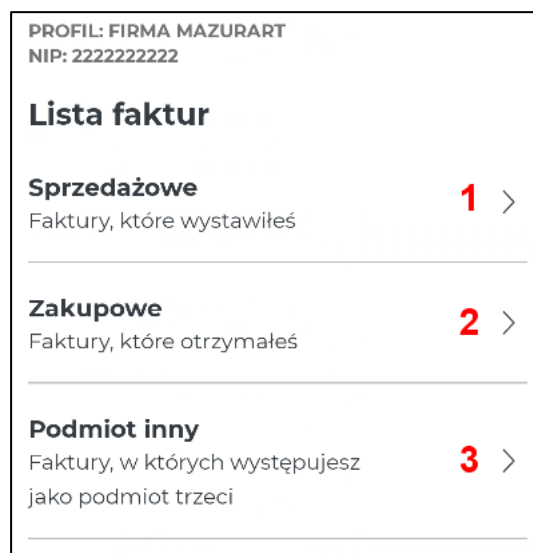 PROFIL: FIRMA MAZURART
NIP: 2222222222
Lista faktur
Sprzedażowe
1
Faktury, które wystawiłeś
Zakupowe
2
Faktury, które otrzymałeś
Podmiot inny
Faktury, w których występujesz
3
jako podmiot trzeci